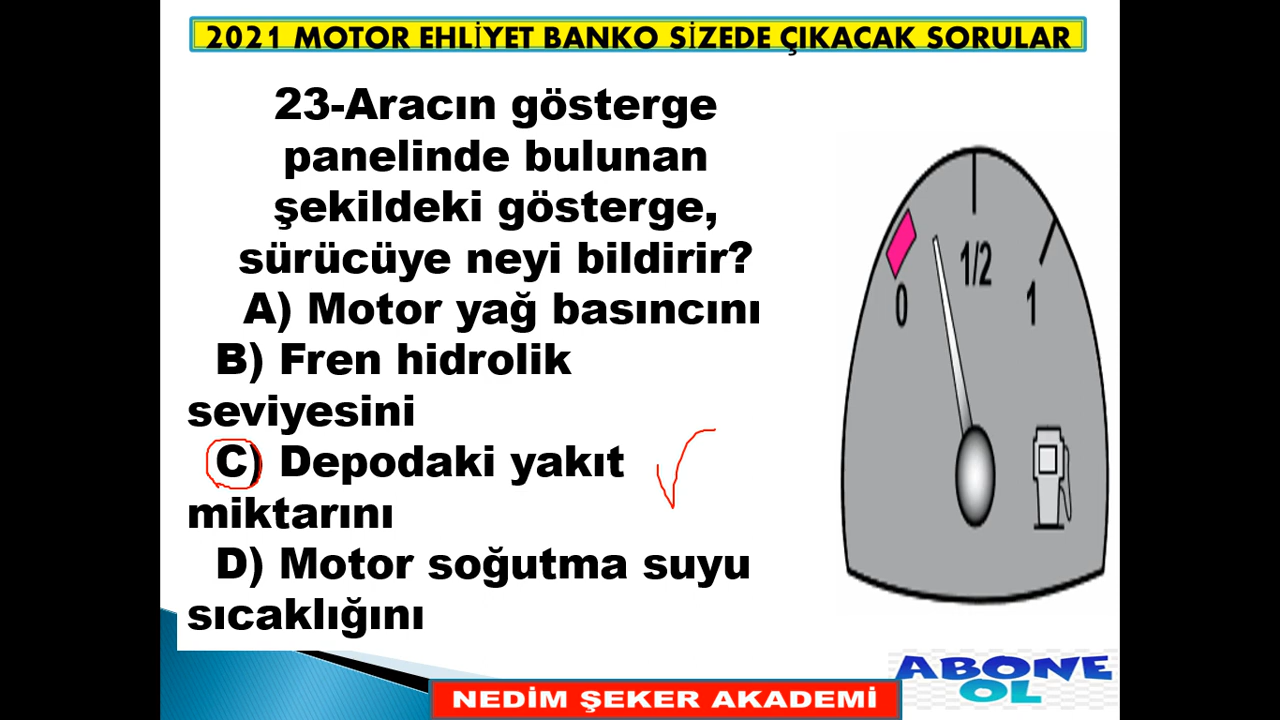 2021 MOTOR EHLİYET BANKO SİZEDE ÇIKACAK SORULAR
23-Aracın gösterge
panelinde bulunan
şekildeki gösterge,
sürücüye neyi bildirir?
A) Motor yağ basıncını
B) Fren hidrolik
seviyesini
C) Depodaki yakıt
miktarını
D) Motor soğutma suyu
sıcaklığını
0
1/2
1
ABONE
OL
NEDİM ŞEKER AKADEMİ